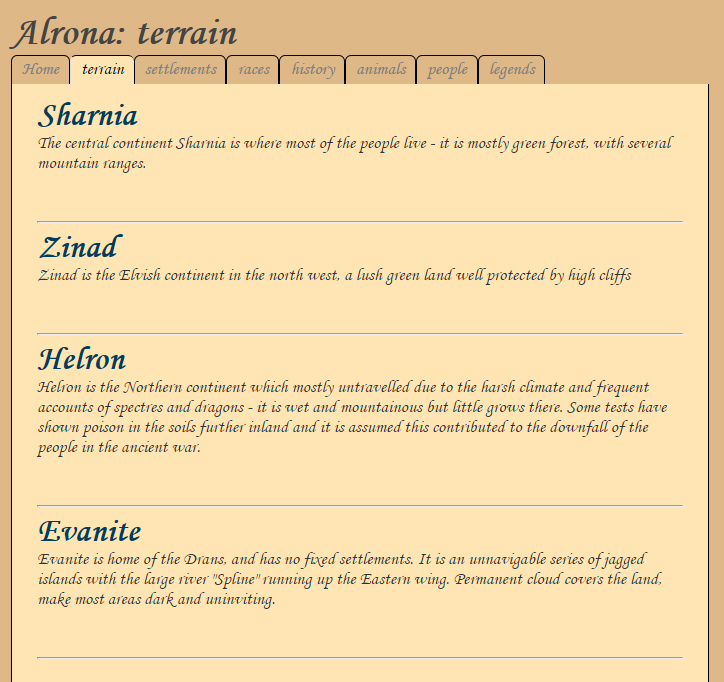 Alrona: terrain
Home terrain settlements races history animals people legends
Sharnia
The central continent Sharnia is where most of the people live - it is mostly green forest, with several
mountain ranges.
Zinad
Zinad is the Elvish continent in the north west, a lush green land well protected by high cliffs
Helron
Helron is the Northern continent which mostly untravelled due to the harsh climate and frequent
accounts of spectres and dragons - it is wet and mountainous but little grows there. Some tests have
shown poison in the soils further inland and it is assumed this contributed to the downfall of the
people in the ancient war.
Evanite
Evanite is home of the Drans, and has no fixed settlements. It is an unnavigable series of jagged
islands with the large river "Spline" running up the Eastern wing. Permanent cloud covers the land,
make most areas dark and uninviting.